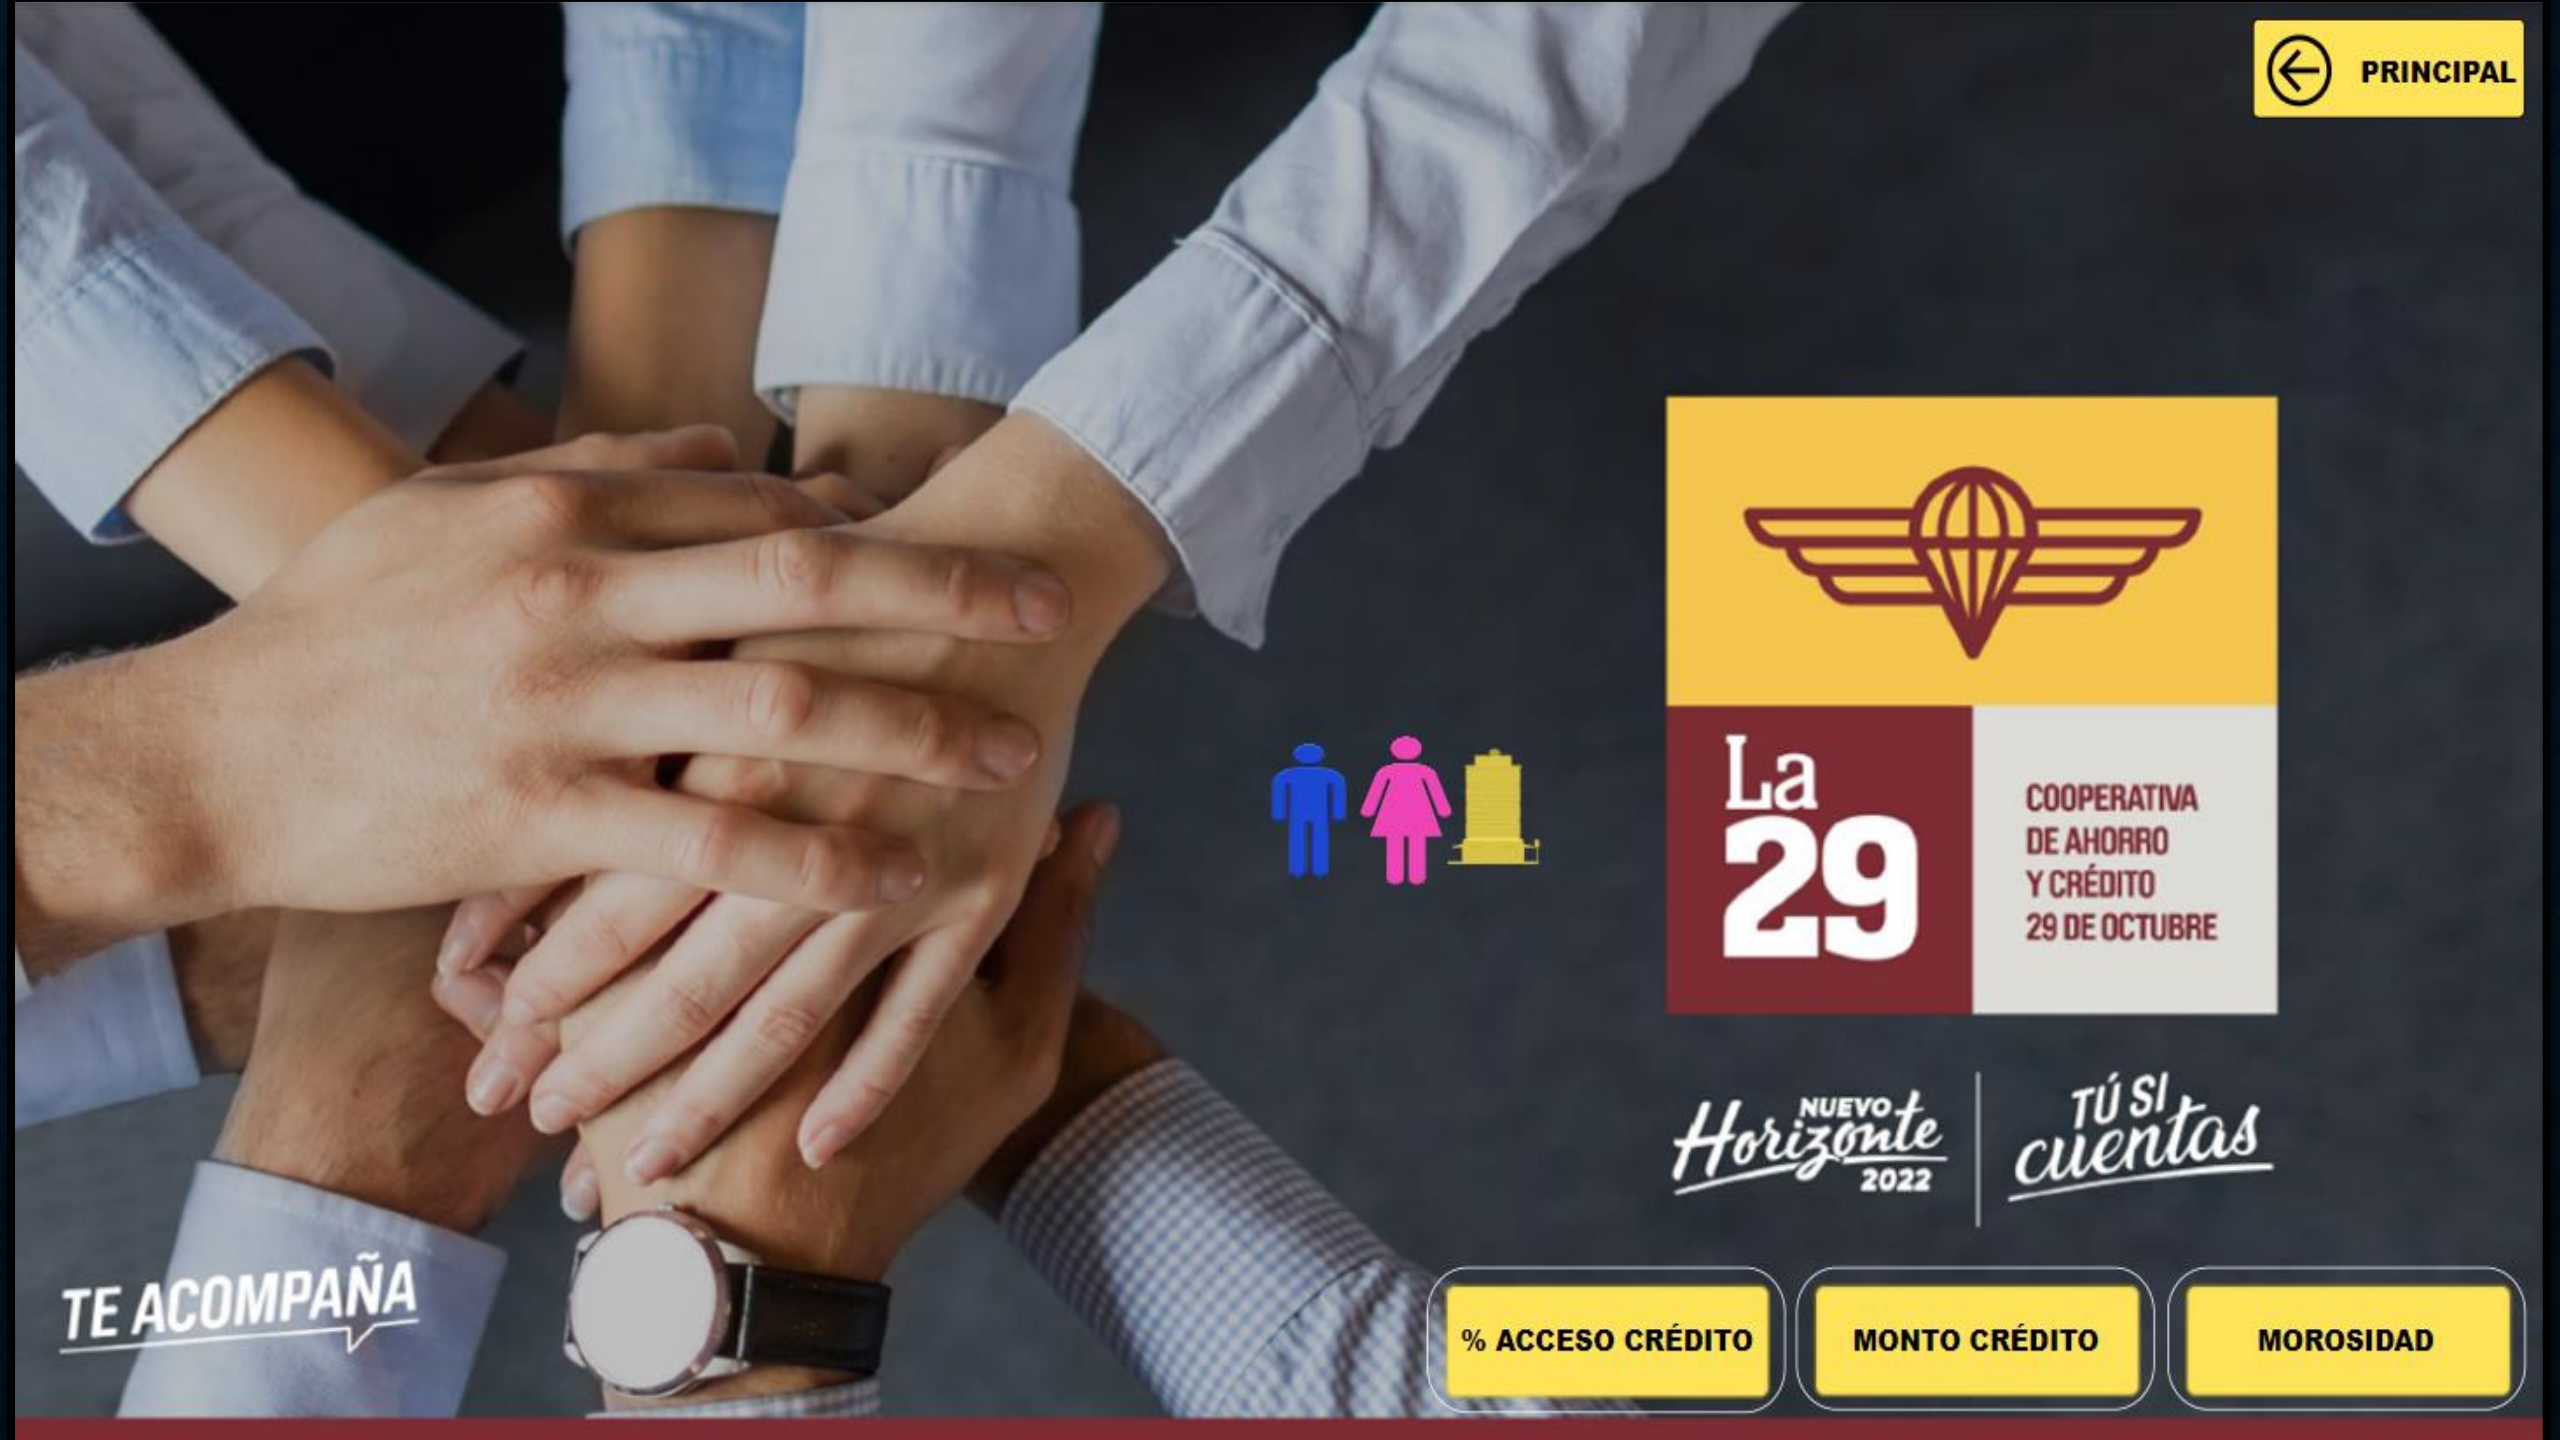 PRINCIPAL
La
29
COOPERATIVA
DE AHORRO
Y CRÉDITO
29 DE OCTUBRE
NUEVO
Horizonte
2022
TÚ SI
cuentas
TE ACOMPAÑA
% ACCESO CRÉDITO
MONTO CRÉDITO
MOROSIDAD